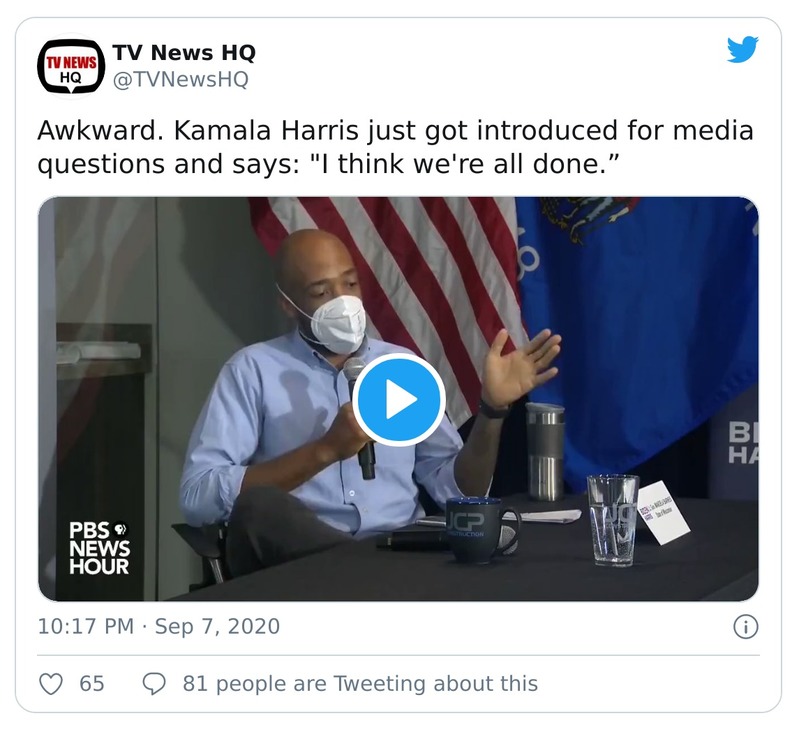 TV NEWS
HQ
TV News HQ
@TVNewsHQ
Awkward. Kamala Harris just got introduced for media
questions and says: "I think we're all done.”
BI
HA
JCP
CONSTRUCTION
PBS
NEWS
HOUR
10:17 PM · Sep 7, 2020
65
81 people are Tweeting about this